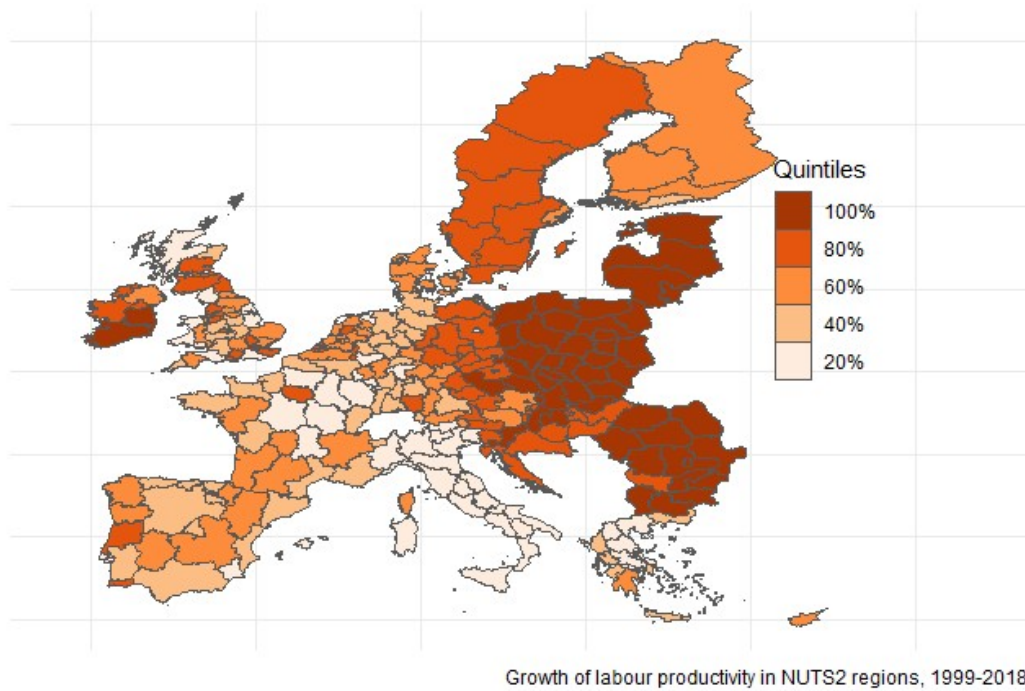 Quintiles
100%
80%
60%
40%
20%
Growth of labour productivity in NUTS2 regions, 1999-2018